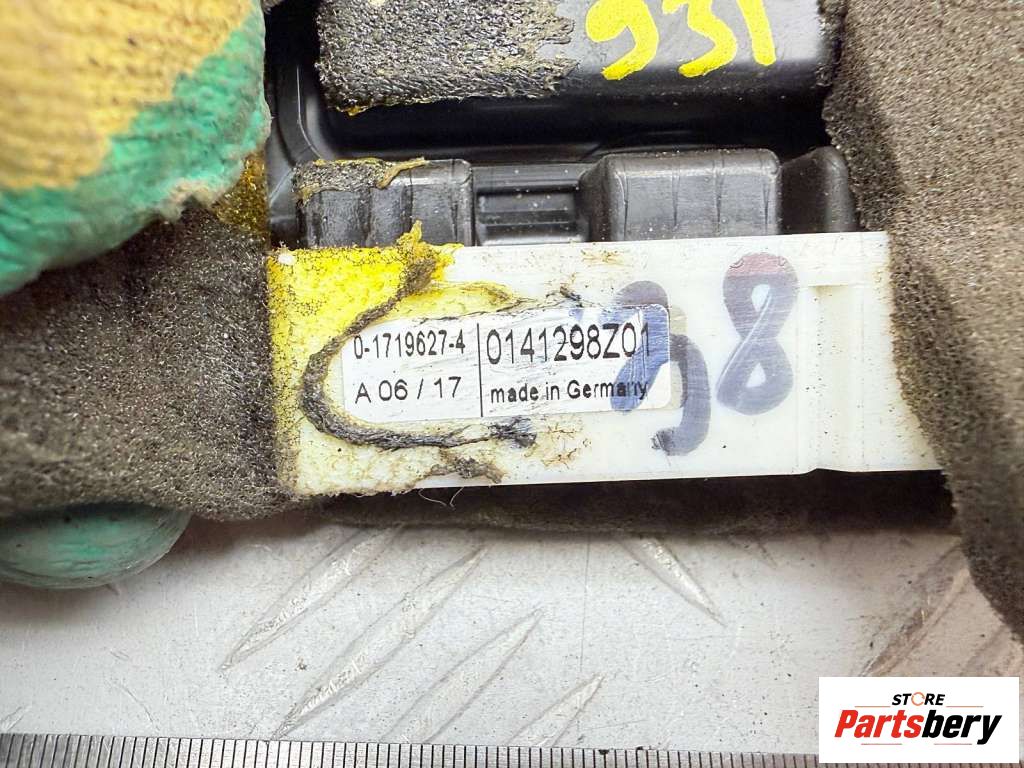 931
0-1719627-4 0141298Z01
A 06 / 17 made in Germany
98
STORE
Partsbery